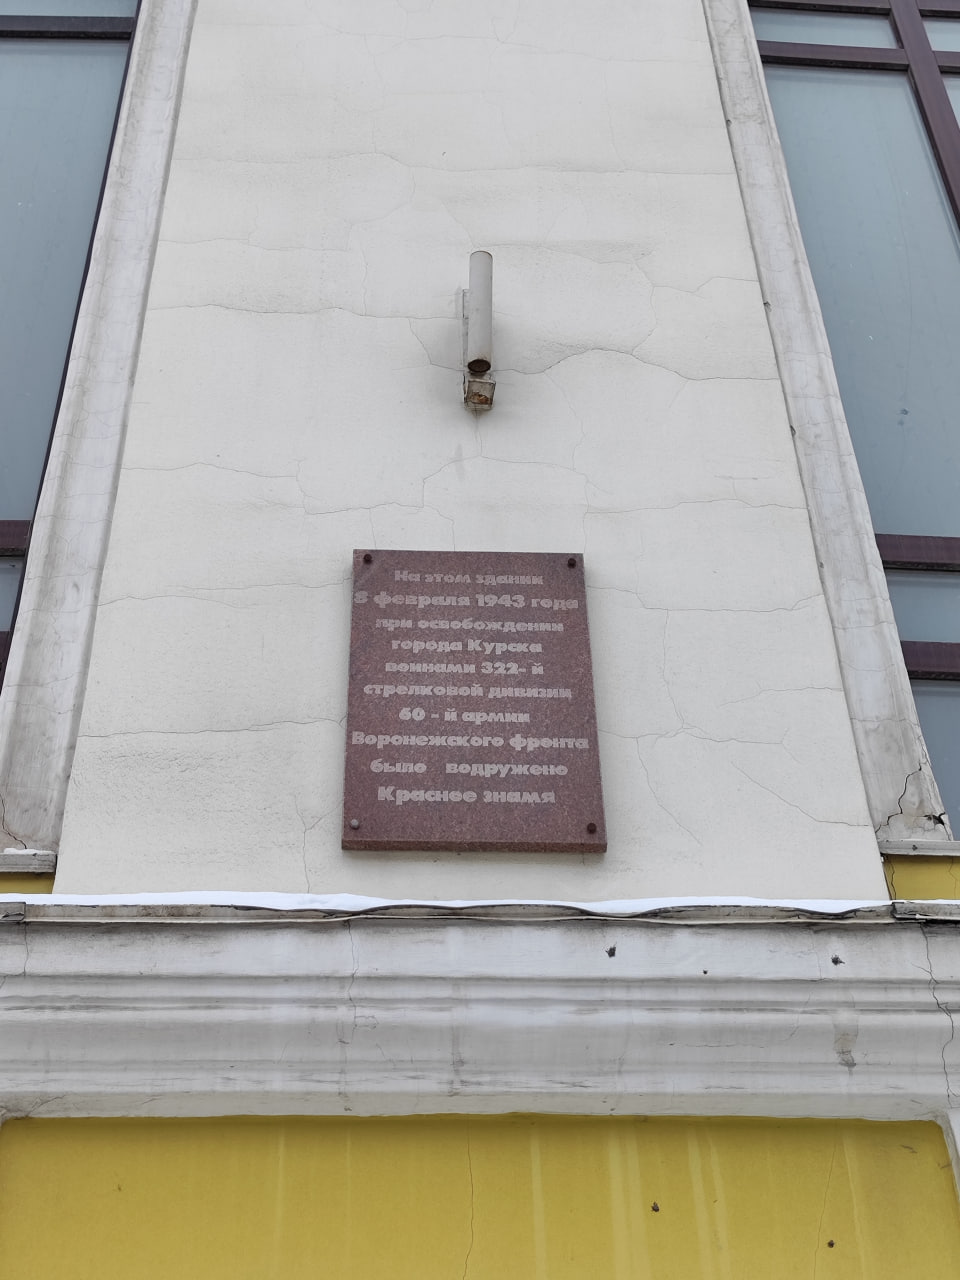 На этом здании
8 февраля 1943 года
при освобождении
города Курска
воинами 322- й
стрелковой дивизии
60 - й армии
Воронежского фронта
было водружено
Красное знамя